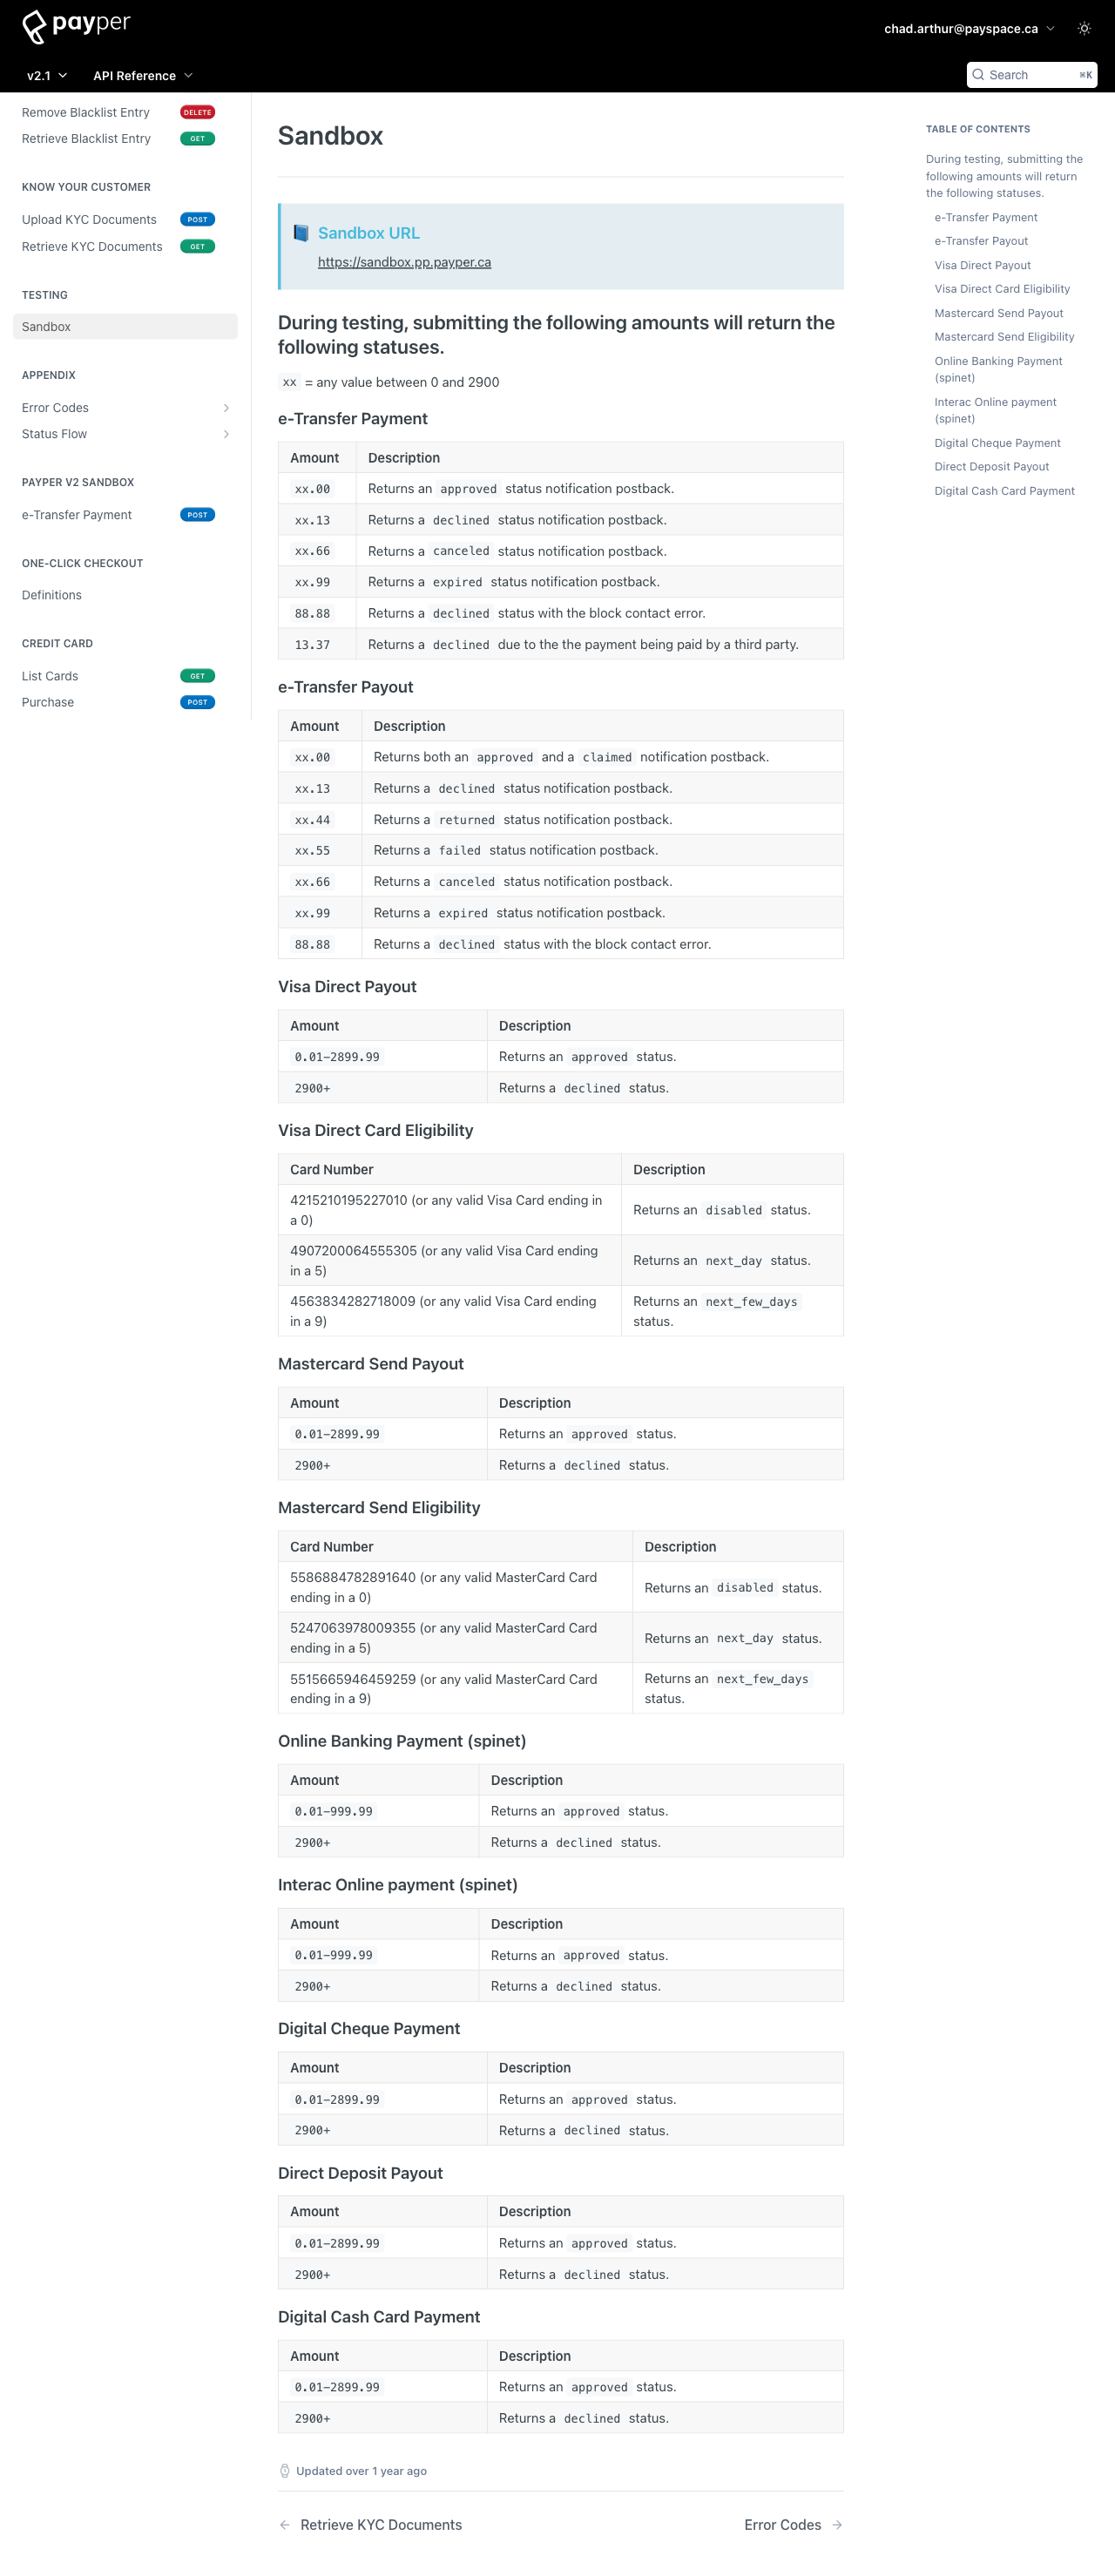 payper
chad.arthur@payspace.ca
v2.1
API Reference
Search
⌘K
Remove Blacklist Entry DELETE
Retrieve Blacklist Entry GET
KNOW YOUR CUSTOMER
Upload KYC Documents POST
Retrieve KYC Documents GET
TESTING
Sandbox
APPENDIX
Error Codes
Status Flow
PAYPER V2 SANDBOX
e-Transfer Payment POST
ONE-CLICK CHECKOUT
Definitions
CREDIT CARD
List Cards GET
Purchase POST
Sandbox
Sandbox URL
https://sandbox.pp.payper.ca
During testing, submitting the following amounts will return the
following statuses.
xx = any value between 0 and 2900
e-Transfer Payment
Amount Description
xx.00 Returns an approved status notification postback.
xx.13 Returns a declined status notification postback.
xx.66 Returns a canceled status notification postback.
xx.99 Returns a expired status notification postback.
88.88 Returns a declined status with the block contact error.
13.37 Returns a declined due to the the payment being paid by a third party.
e-Transfer Payout
Amount Description
xx.00 Returns both an approved and a claimed notification postback.
xx.13 Returns a declined status notification postback.
xx.44 Returns a returned status notification postback.
xx.55 Returns a failed status notification postback.
xx.66 Returns a canceled status notification postback.
xx.99 Returns a expired status notification postback.
88.88 Returns a declined status with the block contact error.
Visa Direct Payout
Amount Description
0.01–2899.99 Returns an approved status.
2900+ Returns a declined status.
Visa Direct Card Eligibility
Card Number Description
4215210195227010 (or any valid Visa Card ending in
a 0)
Returns an disabled status.
4907200064555305 (or any valid Visa Card ending
in a 5)
Returns an next_day status.
4563834282718009 (or any valid Visa Card ending
in a 9)
Returns an next_few_days
status.
Mastercard Send Payout
Amount Description
0.01–2899.99 Returns an approved status.
2900+ Returns a declined status.
Mastercard Send Eligibility
Card Number Description
5586884782891640 (or any valid MasterCard Card
ending in a 0)
Returns an disabled status.
5247063978009355 (or any valid MasterCard Card
ending in a 5)
Returns an next_day status.
5515665946459259 (or any valid MasterCard Card
ending in a 9)
Returns an next_few_days
status.
Online Banking Payment (spinet)
Amount Description
0.01–999.99 Returns an approved status.
2900+ Returns a declined status.
Interac Online payment (spinet)
Amount Description
0.01–999.99 Returns an approved status.
2900+ Returns a declined status.
Digital Cheque Payment
Amount Description
0.01–2899.99 Returns an approved status.
2900+ Returns a declined status.
Direct Deposit Payout
Amount Description
0.01–2899.99 Returns an approved status.
2900+ Returns a declined status.
Digital Cash Card Payment
Amount Description
0.01–2899.99 Returns an approved status.
2900+ Returns a declined status.
Updated over 1 year ago
← Retrieve KYC Documents
Error Codes →
TABLE OF CONTENTS
During testing, submitting the
following amounts will return
the following statuses.
e-Transfer Payment
e-Transfer Payout
Visa Direct Payout
Visa Direct Card Eligibility
Mastercard Send Payout
Mastercard Send Eligibility
Online Banking Payment
(spinet)
Interac Online payment
(spinet)
Digital Cheque Payment
Direct Deposit Payout
Digital Cash Card Payment